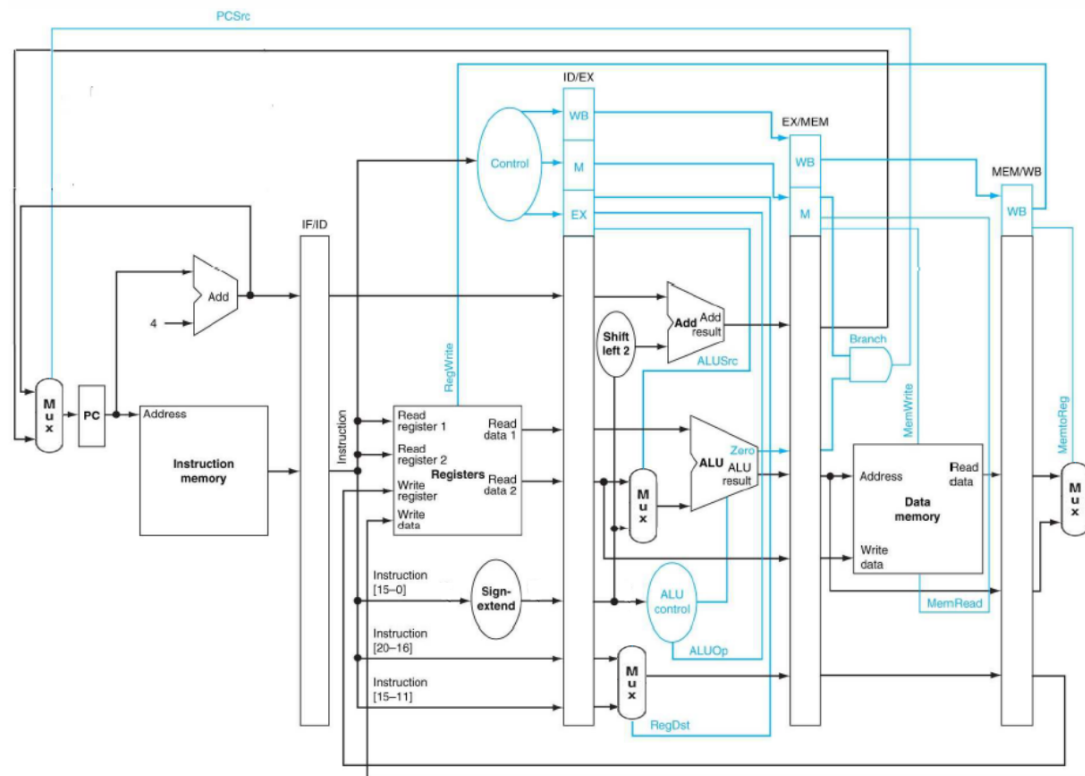 PCSrc
ID/EX
WB
EX/MEM
Control
M
WB
MEM/WB
EX
M
WB
IF/ID
Add
4
Add
Add
result
Shift
left 2
Branch
ALUSrc
RegWrite
MemWrite
MemtoReg
M
u
x
PC
Address
Instruction
memory
Instruction
Read
register 1
Read
data 1
Read
register 2
Registers
Read
data 2
Write
register
Write
data
M
u
x
ALU
Zero
ALU
result
Address
Read
data
Data
memory
Write
data
M
u
x
Instruction
[15–0]
Sign-
extend
ALU
control
MemRead
Instruction
[20–16]
ALUOp
M
u
x
Instruction
[15–11]
RegDst